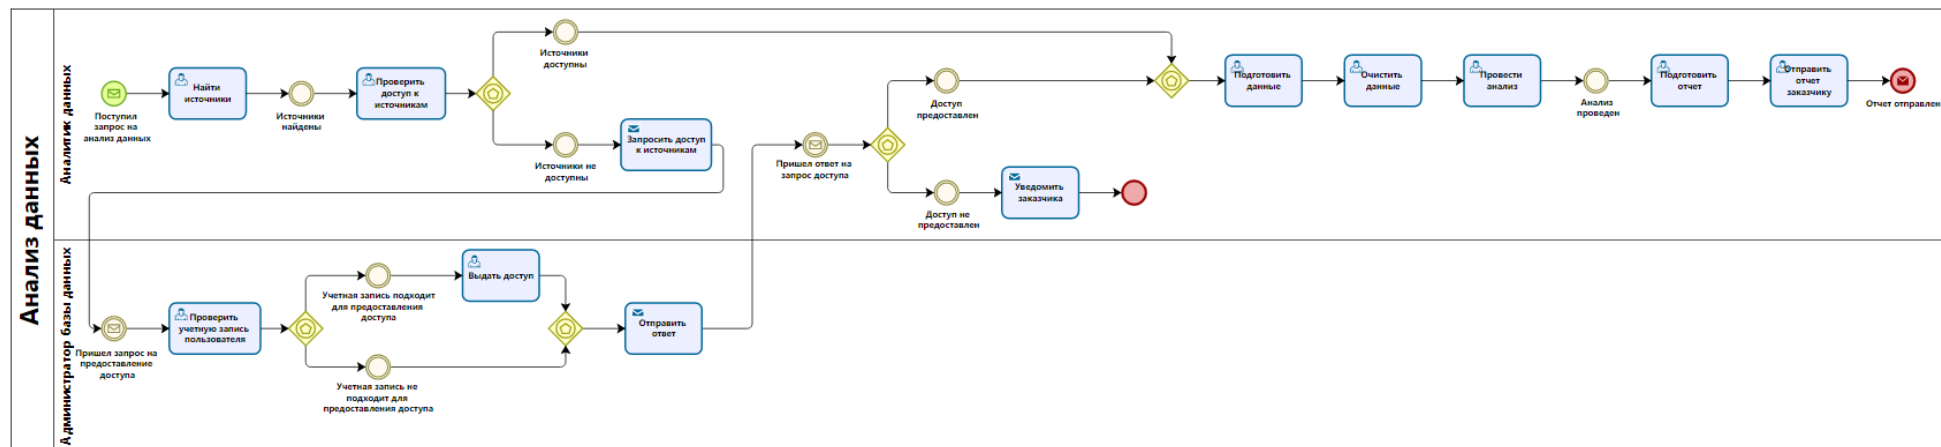 Анализ данных
Аналитик данных
Поступил
запрос на
анализ данных
Найти
источники
Источники
найдены
Проверить
доступ к
источникам
Источники
доступны
Источники не
доступны
Запросить доступ
к источникам
Пришел ответ на
запрос доступа
Доступ
предоставлен
Доступ не
предоставлен
Уведомить
заказчика
Подготовить
данные
Очистить
данные
Провести
анализ
Анализ
проведен
Подготовить
отчет
Отправить
отчет
заказчику
Отчет отправлен
Администратор базы данных
Пришел запрос на
предоставление
доступа
Проверить
учетную запись
пользователя
Учетная запись подходит
для предоставления
доступа
Учетная запись не
подходит для
предоставления доступа
Выдать доступ
Отправить
ответ